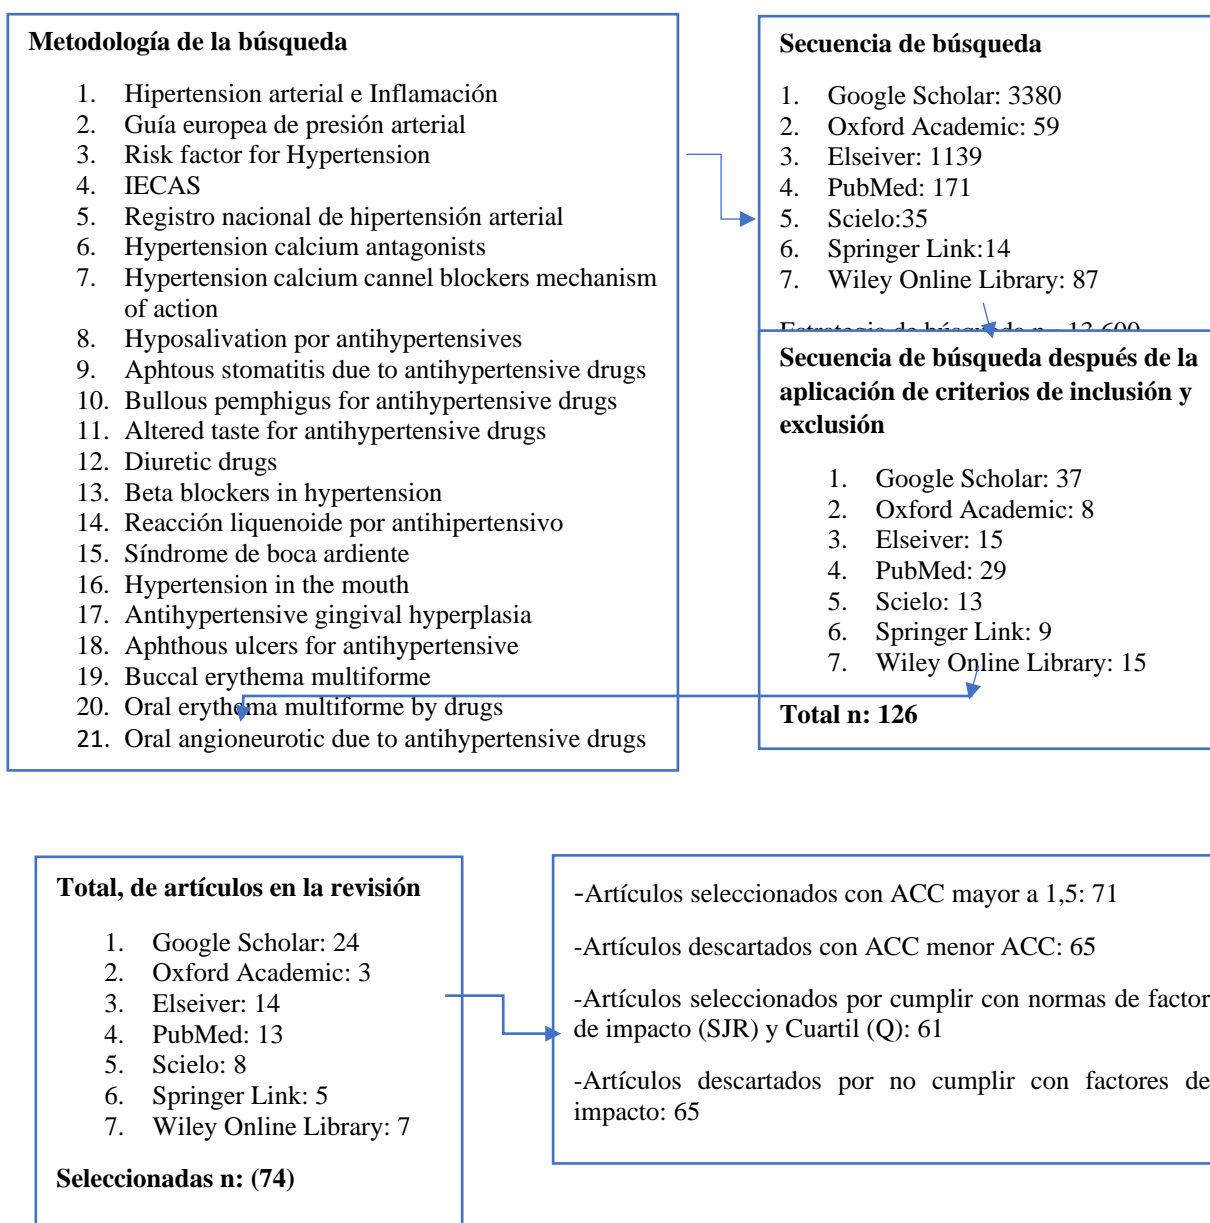 Metodología de la búsqueda
1. Hipertension arterial e Inflamación
2. Guía europea de presión arterial
3. Risk factor for Hypertension
4. IECAS
5. Registro nacional de hipertensión arterial
6. Hypertension calcium antagonists
7. Hypertension calcium cannel blockers mechanism
of action
8. Hyposalivation por antihypertensives
9. Aphtous stomatitis due to antihypertensive drugs
10. Bullous pemphigus for antihypertensive drugs
11. Altered taste for antihypertensive drugs
12. Diuretic drugs
13. Beta blockers in hypertension
14. Reacción liquenoide por antihipertensivo
15. Síndrome de boca ardiente
16. Hypertension in the mouth
17. Antihypertensive gingival hyperplasia
18. Aphthous ulcers for antihypertensive
19. Buccal erythema multiforme
20. Oral erythema multiforme by drugs
21. Oral angioneurotic due to antihypertensive drugs
Secuencia de búsqueda
1. Google Scholar: 3380
2. Oxford Academic: 59
3. Elseiver: 1139
4. PubMed: 171
5. Scielo:35
6. Springer Link:14
7. Wiley Online Library: 87
Estrategia de búsqueda n
Secuencia de búsqueda después de la
aplicación de criterios de inclusión y
exclusión
1. Google Scholar: 37
2. Oxford Academic: 8
3. Elseiver: 15
4. PubMed: 29
5. Scielo: 13
6. Springer Link: 9
7. Wiley Online Library: 15
Total n: 126
Total, de artículos en la revisión
1. Google Scholar: 24
2. Oxford Academic: 3
3. Elseiver: 14
4. PubMed: 13
5. Scielo: 8
6. Springer Link: 5
7. Wiley Online Library: 7
Seleccionadas n: (74)
-Artículos seleccionados con ACC mayor a 1,5: 71
-Artículos descartados con ACC menor ACC: 65
-Artículos seleccionados por cumplir con normas de factor
de impacto (SJR) y Cuartil (Q): 61
-Artículos descartados por no cumplir con factores de
impacto: 65